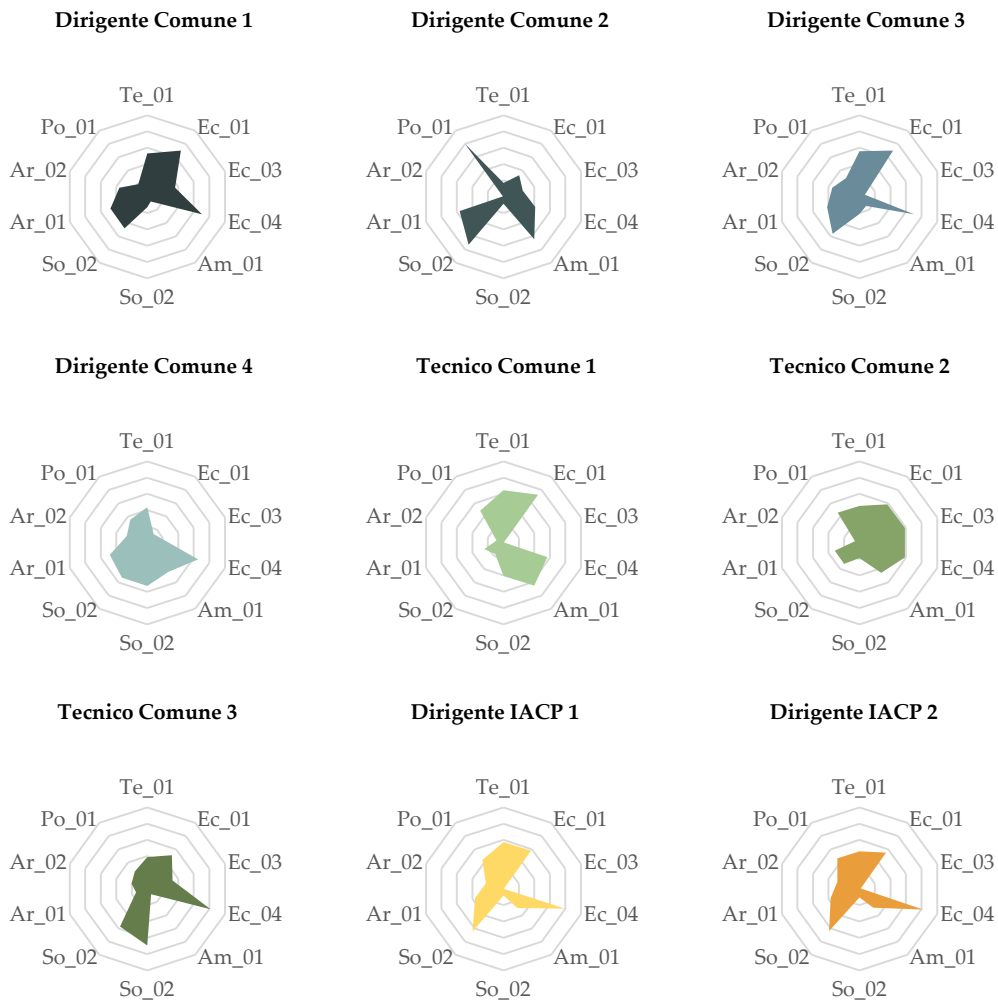 Dirigente Comune 1
Te_01
Po_01
Ec_01
Ar_02
Ec_03
Ar_01
Ec_04
So_02
Am_01
So_02
Dirigente Comune 2
Te_01
Po_01
Ec_01
Ar_02
Ec_03
Ar_01
Ec_04
So_02
Am_01
So_02
Dirigente Comune 3
Te_01
Po_01
Ec_01
Ar_02
Ec_03
Ar_01
Ec_04
So_02
Am_01
So_02
Dirigente Comune 4
Te_01
Po_01
Ec_01
Ar_02
Ec_03
Ar_01
Ec_04
So_02
Am_01
So_02
Tecnico Comune 1
Te_01
Po_01
Ec_01
Ar_02
Ec_03
Ar_01
Ec_04
So_02
Am_01
So_02
Tecnico Comune 2
Te_01
Po_01
Ec_01
Ar_02
Ec_03
Ar_01
Ec_04
So_02
Am_01
So_02
Tecnico Comune 3
Te_01
Po_01
Ec_01
Ar_02
Ec_03
Ar_01
Ec_04
So_02
Am_01
So_02
Dirigente IACP 1
Te_01
Po_01
Ec_01
Ar_02
Ec_03
Ar_01
Ec_04
So_02
Am_01
So_02
Dirigente IACP 2
Te_01
Po_01
Ec_01
Ar_02
Ec_03
Ar_01
Ec_04
So_02
Am_01
So_02